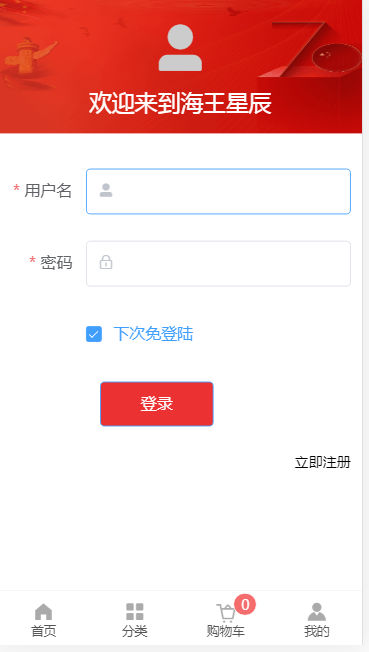 欢迎来到海王星辰
* 用户名
* 密码
下次免登陆
登录
立即注册
0
首页 分类 购物车 我的